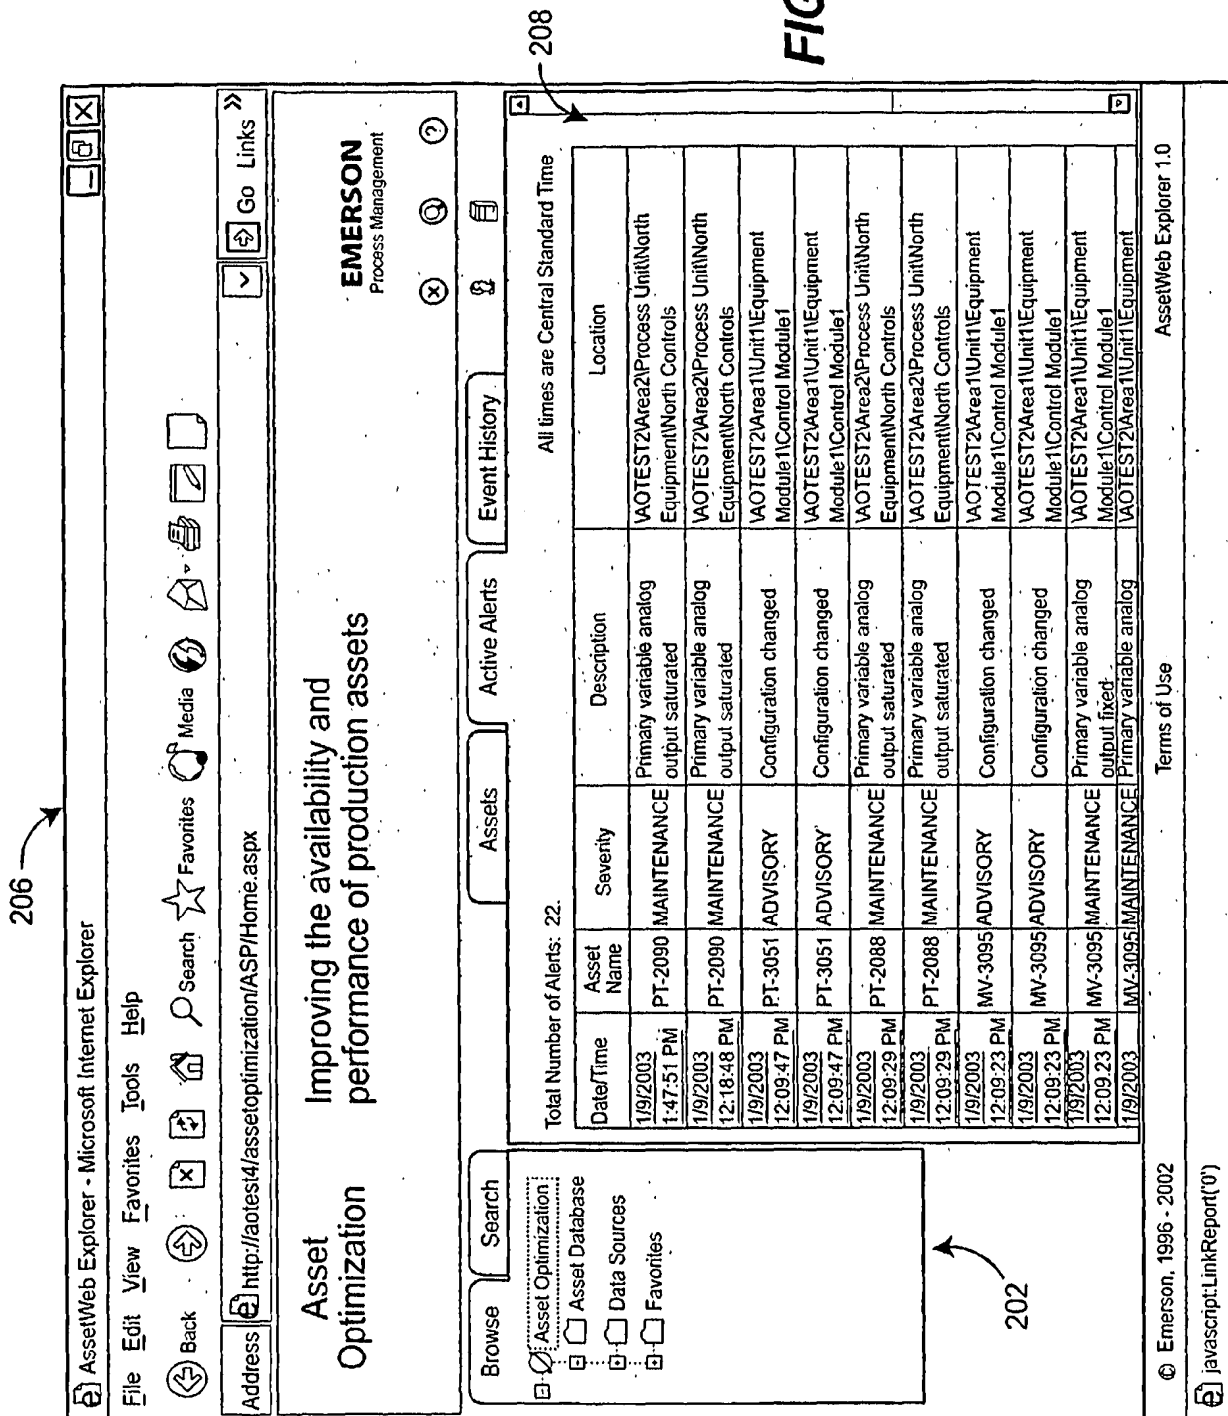 206
AssetWeb Explorer - Microsoft Internet Explorer
File Edit View Favorites Tools Help
Back Search Favorites Media
Address http://aotest4/assetoptimization/ASP/Home.aspx Go Links »
Asset
Optimization
Improving the availability and
performance of production assets
EMERSON
Process Management
Browse Search
Assets Active Alerts Event History
Asset Optimization
Asset Database
Data Sources
Favorites
202
Total Number of Alerts: 22. All times are Central Standard Time
208
Date/Time Asset Name Severity Description Location
1/9/2003 PT-2090 MAINTENANCE Primary variable analog \AOTEST2\Area2\Process Unit\North
1:47:51 PM output saturated Equipment\North Controls
1/9/2003 PT-2090 MAINTENANCE Primary variable analog \AOTEST2\Area2\Process Unit\North
12:18:48 PM output saturated Equipment\North Controls
1/9/2003 PT-3051 ADVISORY Configuration changed \AOTEST2\Area1\Unit1\Equipment
12:09:47 PM Module1\Control Module1
1/9/2003 PT-3051 ADVISORY Configuration changed \AOTEST2\Area1\Unit1\Equipment
12:09:47 PM Module1\Control Module1
1/9/2003 PT-2088 MAINTENANCE Primary variable analog \AOTEST2\Area2\Process Unit\North
12:09:29 PM output saturated Equipment\North Controls
1/9/2003 PT-2088 MAINTENANCE Primary variable analog \AOTEST2\Area2\Process Unit\North
12:09:29 PM output saturated Equipment\North Controls
1/9/2003 MV-3095 ADVISORY Configuration changed \AOTEST2\Area1\Unit1\Equipment
12:09:23 PM Module1\Control Module1
1/9/2003 MV-3095 ADVISORY Configuration changed \AOTEST2\Area1\Unit1\Equipment
12:09:23 PM Module1\Control Module1
1/9/2003 MV-3095 MAINTENANCE Primary variable analog \AOTEST2\Area1\Unit1\Equipment
12:09.23 PM output fixed Module1\Control Module1
1/9/2003 MV-3095 MAINTENANCE Primary variable analog \AOTEST2\Area1\Unit1\Equipment
© Emerson, 1996 - 2002 Terms of Use AssetWeb Explorer 1.0
javascript:LinkReport('0')
FIG